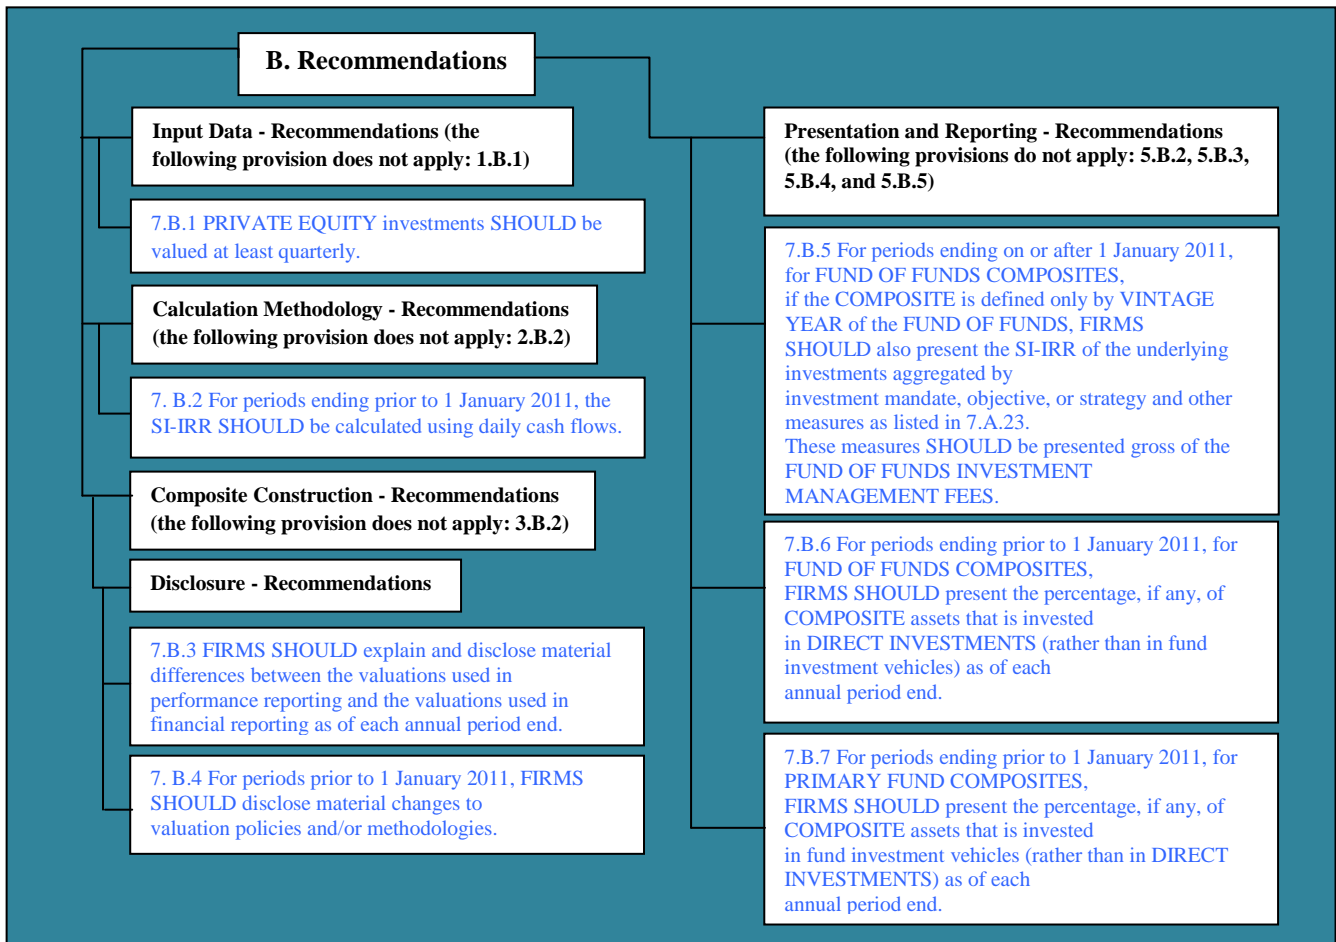 B. Recommendations
Input Data - Recommendations (the
following provision does not apply: 1.B.1)
7.B.1 PRIVATE EQUITY investments SHOULD be
valued at least quarterly.
Calculation Methodology - Recommendations
(the following provision does not apply: 2.B.2)
7. B.2 For periods ending prior to 1 January 2011, the
SI-IRR SHOULD be calculated using daily cash flows.
Composite Construction - Recommendations
(the following provision does not apply: 3.B.2)
Disclosure - Recommendations
7.B.3 FIRMS SHOULD explain and disclose material
differences between the valuations used in
performance reporting and the valuations used in
financial reporting as of each annual period end.
7. B.4 For periods prior to 1 January 2011, FIRMS
SHOULD disclose material changes to
valuation policies and/or methodologies.
Presentation and Reporting - Recommendations
(the following provisions do not apply: 5.B.2, 5.B.3,
5.B.4, and 5.B.5)
7.B.5 For periods ending on or after 1 January 2011,
for FUND OF FUNDS COMPOSITES,
if the COMPOSITE is defined only by VINTAGE
YEAR of the FUND OF FUNDS, FIRMS
SHOULD also present the SI-IRR of the underlying
investments aggregated by
investment mandate, objective, or strategy and other
measures as listed in 7.A.23.
These measures SHOULD be presented gross of the
FUND OF FUNDS INVESTMENT
MANAGEMENT FEES.
7.B.6 For periods ending prior to 1 January 2011, for
FUND OF FUNDS COMPOSITES,
FIRMS SHOULD present the percentage, if any, of
COMPOSITE assets that is invested
in DIRECT INVESTMENTS (rather than in fund
investment vehicles) as of each
annual period end.
7.B.7 For periods ending prior to 1 January 2011, for
PRIMARY FUND COMPOSITES,
FIRMS SHOULD present the percentage, if any, of
COMPOSITE assets that is invested
in fund investment vehicles (rather than in DIRECT
INVESTMENTS) as of each
annual period end.